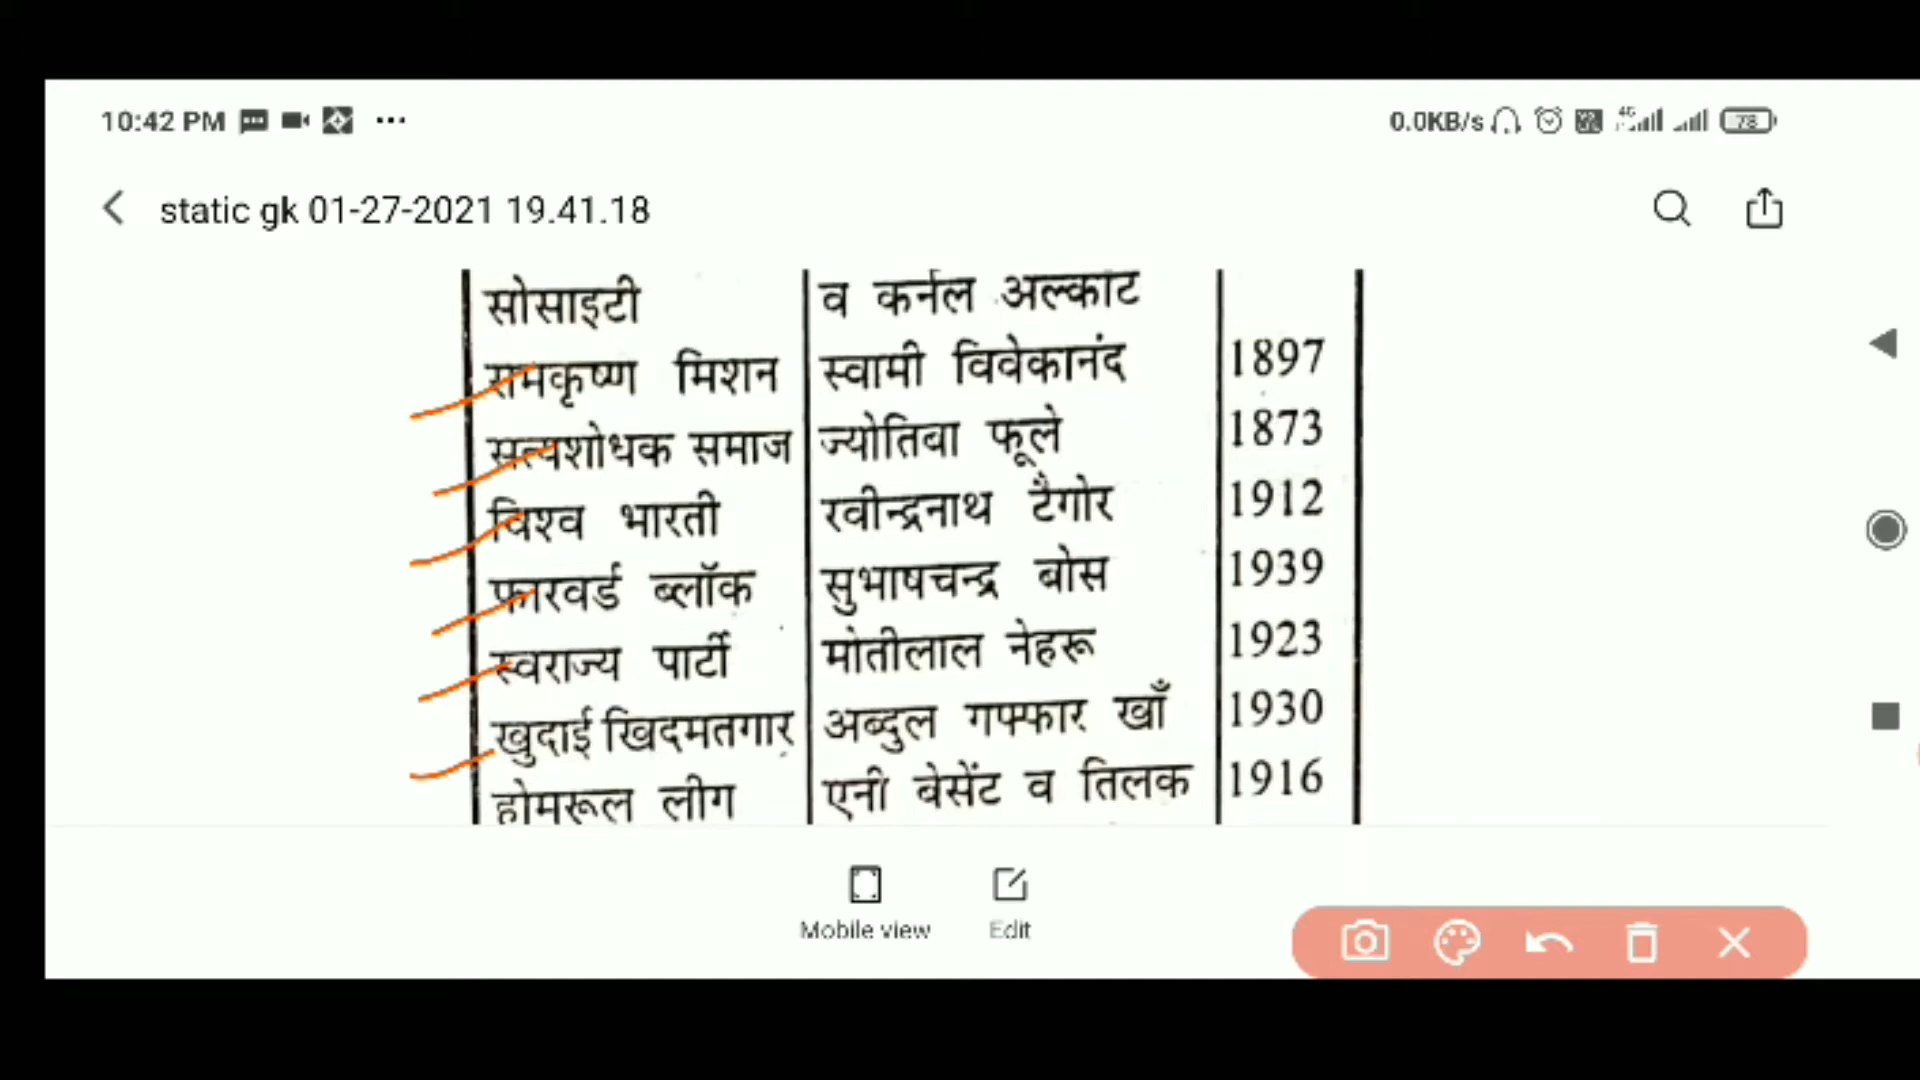 10:42 PM ... 0.0KB/s 4G 78
static gk 01-27-2021 19.41.18
सोसाइटी व कर्नल अल्काट
रामकृष्ण मिशन स्वामी विवेकानंद 1897
सत्यशोधक समाज ज्योतिबा फूले 1873
विश्व भारती रवीन्द्रनाथ टैगोर 1912
फारवर्ड ब्लॉक सुभाषचन्द्र बोस 1939
स्वराज्य पार्टी मोतीलाल नेहरू 1923
खुदाई खिदमतगार अब्दुल गफ्फार खाँ 1930
होमरूल लीग एनी बेसेंट व तिलक 1916
Mobile view Edit